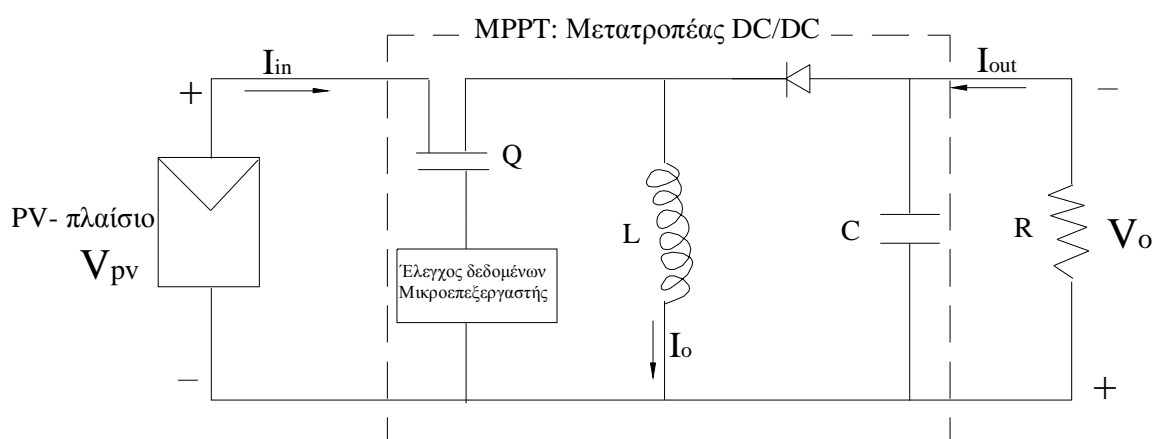 MPPT: Μετατροπέας DC/DC
Iin
Iout
+
–
Q
PV- πλαίσιο
Vpv
L
C
R
Vo
Έλεγχος δεδομένων
Μικροεπεξεργαστής
Io
–
+